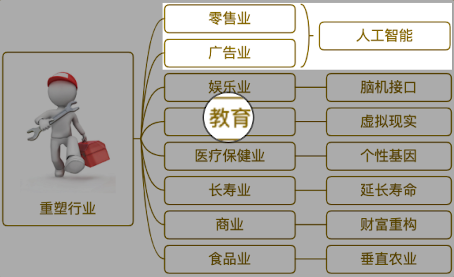 零售业
人工智能
广告业
娱乐业
脑机接口
教育
虚拟现实
医疗保健业
个性基因
重塑行业
长寿业
延长寿命
商业
财富重构
食品业
垂直农业